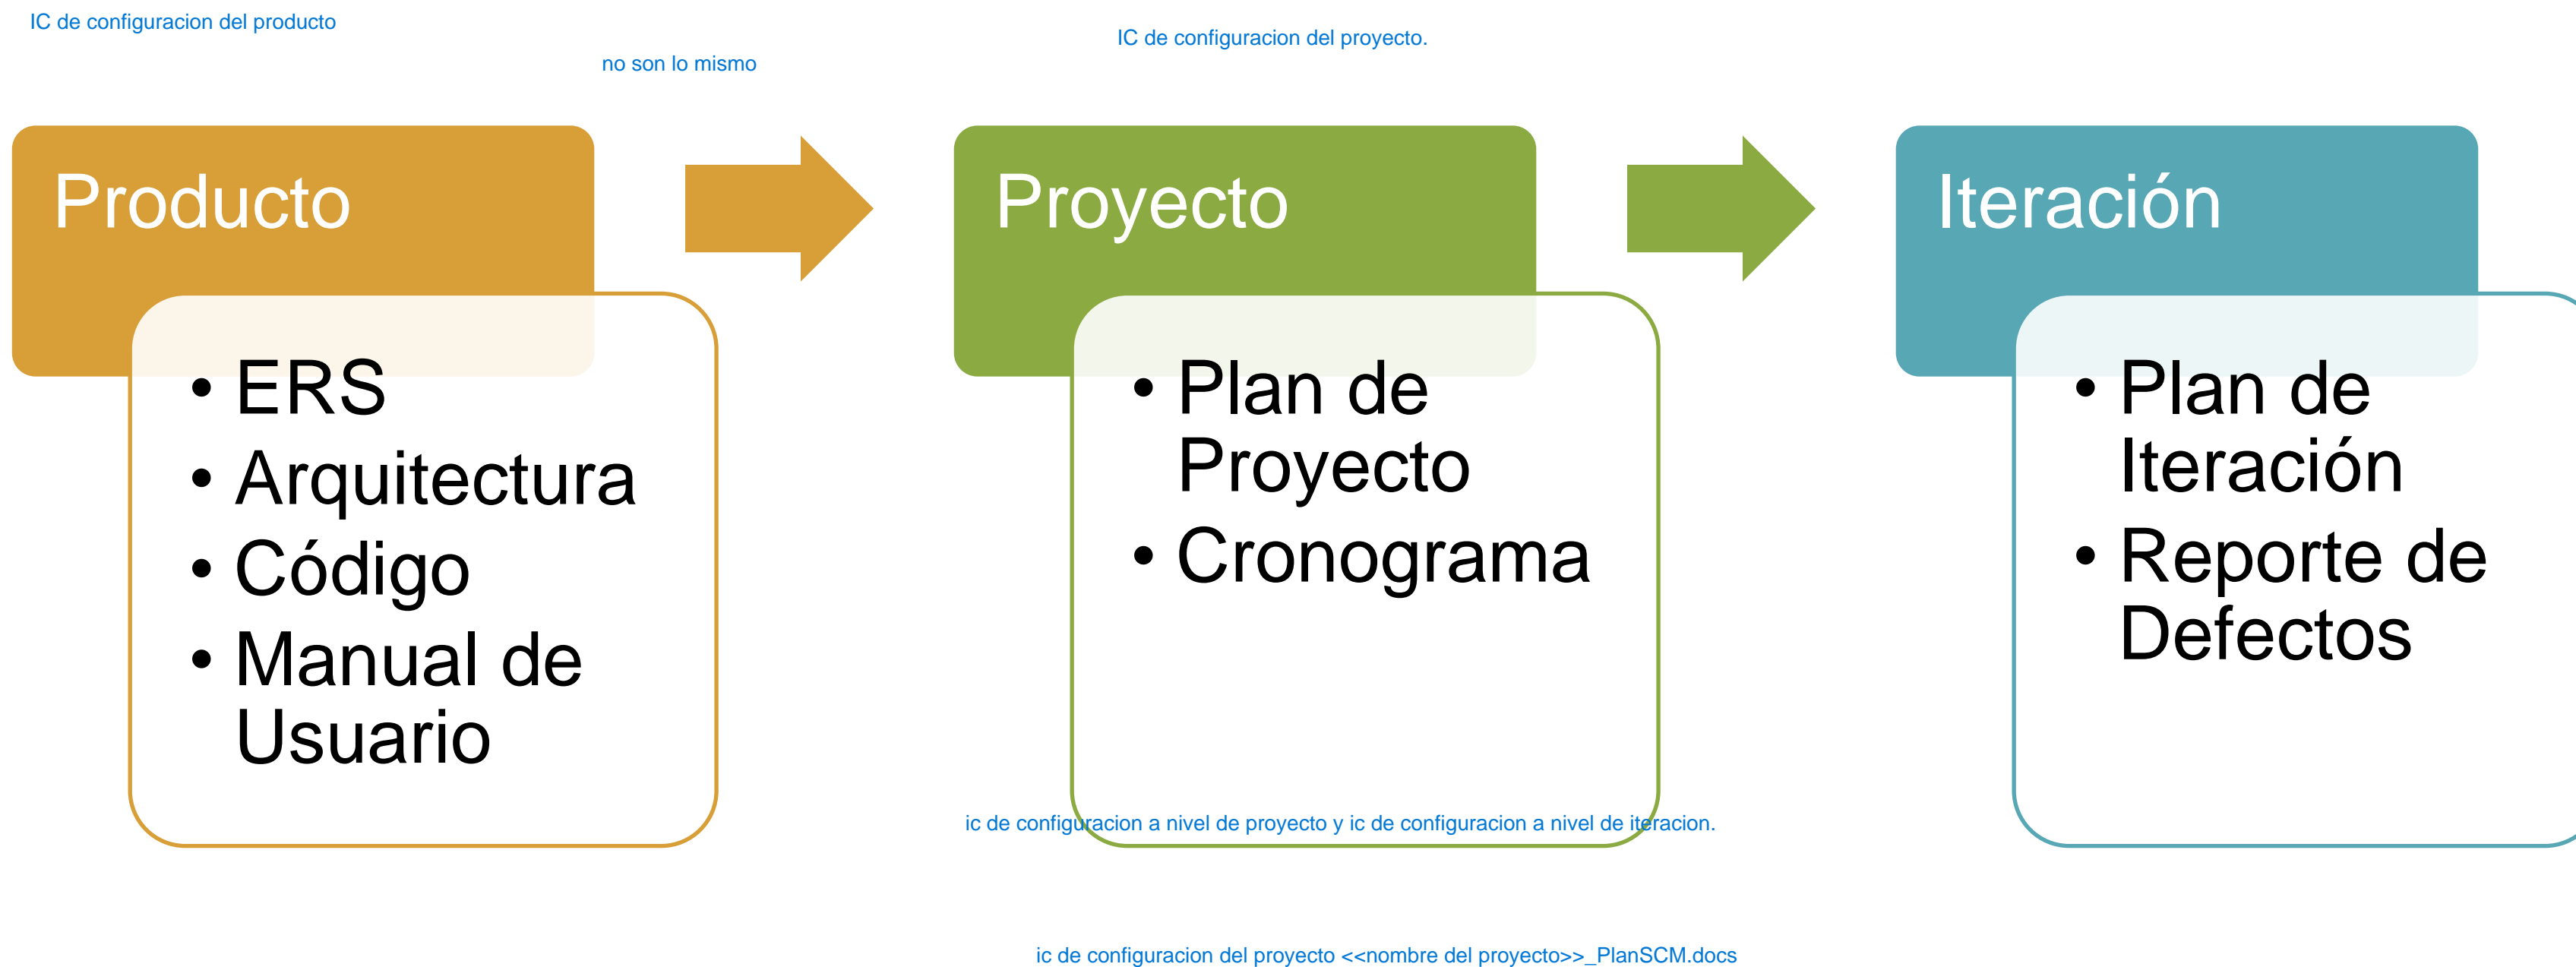 IC de configuracion del producto
IC de configuracion del proyecto.
no son lo mismo
Producto
• ERS
• Arquitectura
• Código
• Manual de
Usuario
Proyecto
• Plan de
Proyecto
• Cronograma
Iteración
• Plan de
Iteración
• Reporte de
Defectos
ic de configuracion a nivel de proyecto y ic de configuracion a nivel de iteracion.
ic de configuracion del proyecto <<nombre del proyecto>>_PlanSCM.docs